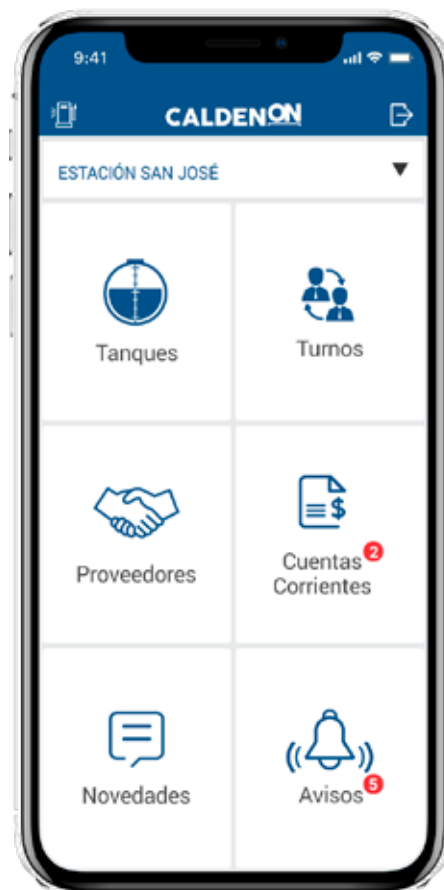 9:41
CALDENON
ESTACIÓN SAN JOSÉ
Tanques
Turnos
Proveedores
$
2
Cuentas
Corrientes
Novedades
Avisos
5